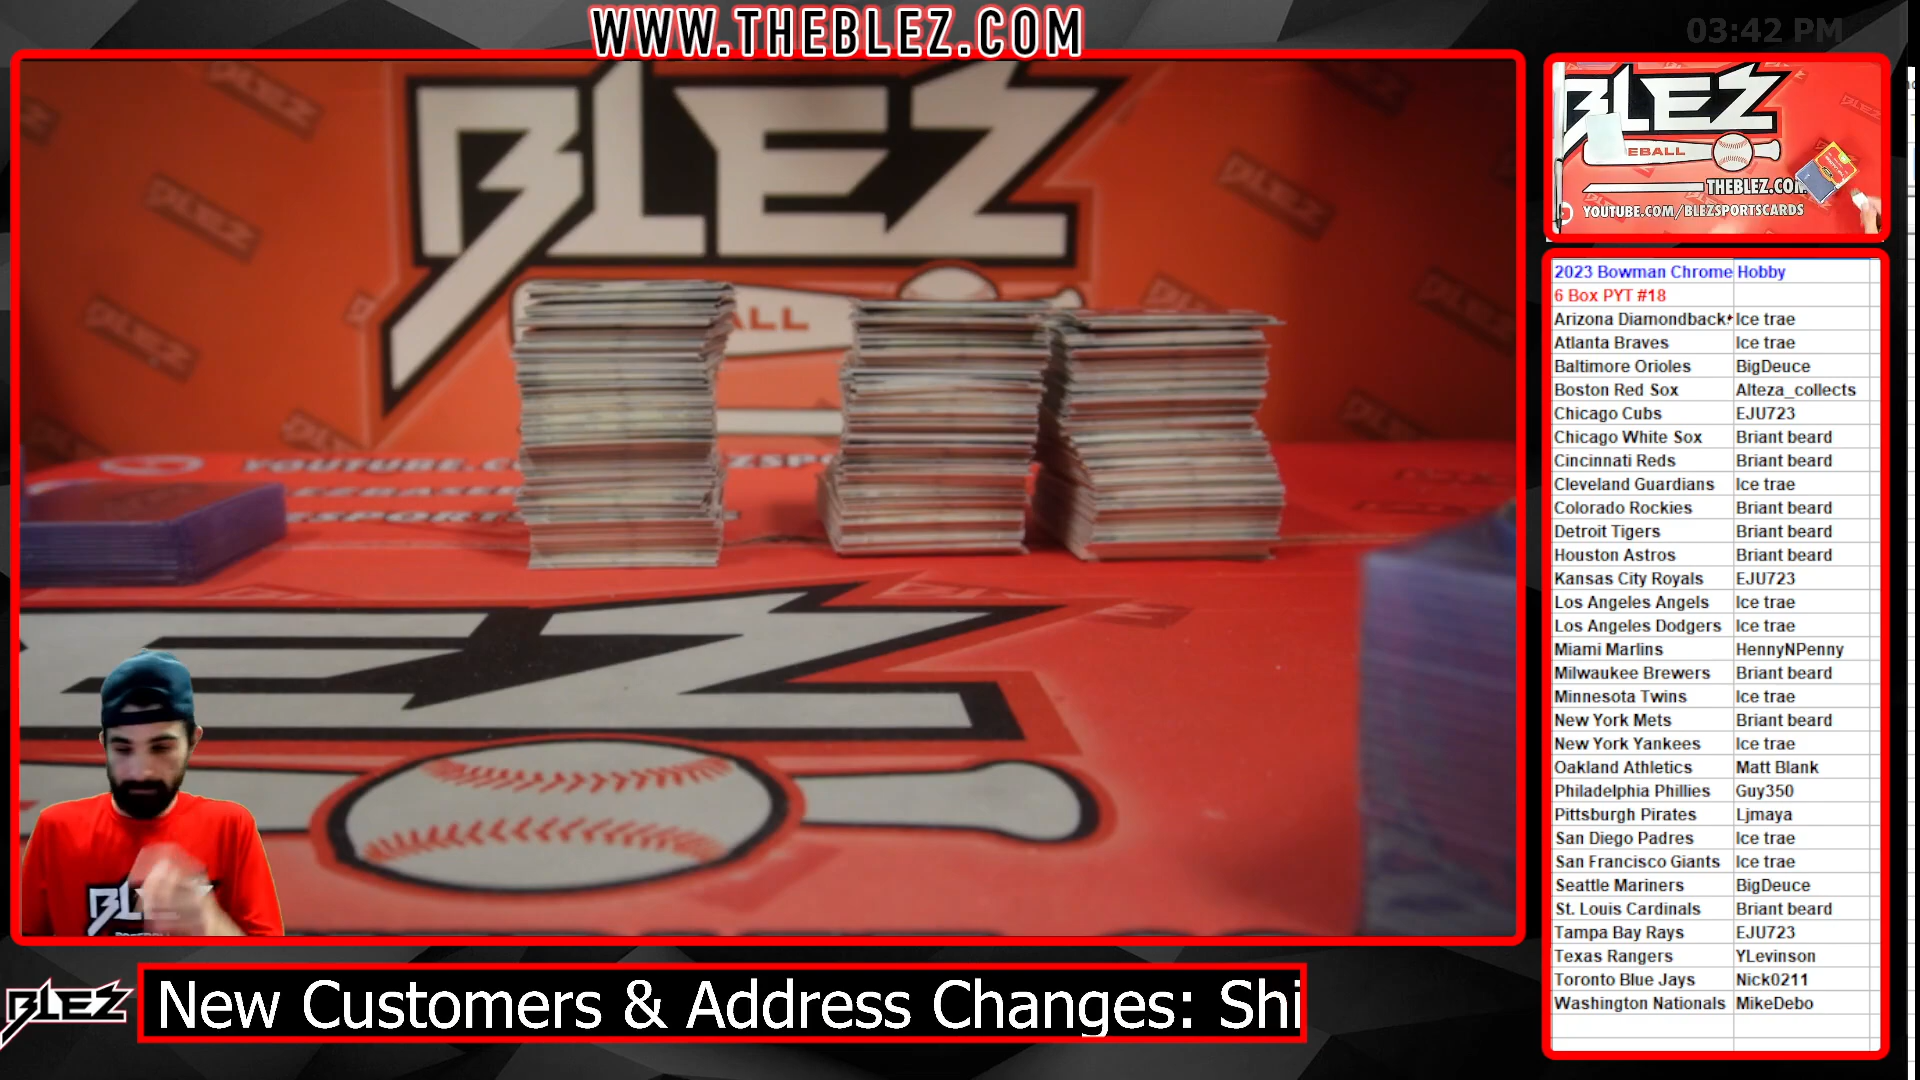 WWW.THEBLEZ.COM
03:42 PM
BLEZ
BLEZ
EBALL
THEBLEZ.COM
YOUTUBE.COM/BLEZSPORTSCARDS
2023 Bowman Chrome Hobby
6 Box PYT #18
Arizona Diamondback Ice trae
Atlanta Braves Ice trae
Baltimore Orioles BigDeuce
Boston Red Sox Alteza_collects
Chicago Cubs EJU723
Chicago White Sox Briant beard
Cincinnati Reds Briant beard
Cleveland Guardians Ice trae
Colorado Rockies Briant beard
Detroit Tigers Briant beard
Houston Astros Briant beard
Kansas City Royals EJU723
Los Angeles Angels Ice trae
Los Angeles Dodgers Ice trae
Miami Marlins HennyNPenny
Milwaukee Brewers Briant beard
Minnesota Twins Ice trae
New York Mets Briant beard
New York Yankees Ice trae
Oakland Athletics Matt Blank
Philadelphia Phillies Guy350
Pittsburgh Pirates Ljmaya
San Diego Padres Ice trae
San Francisco Giants Ice trae
Seattle Mariners BigDeuce
St. Louis Cardinals Briant beard
Tampa Bay Rays EJU723
Texas Rangers YLevinson
Toronto Blue Jays Nick0211
Washington Nationals MikeDebo
BLEZ New Customers & Address Changes: Shi